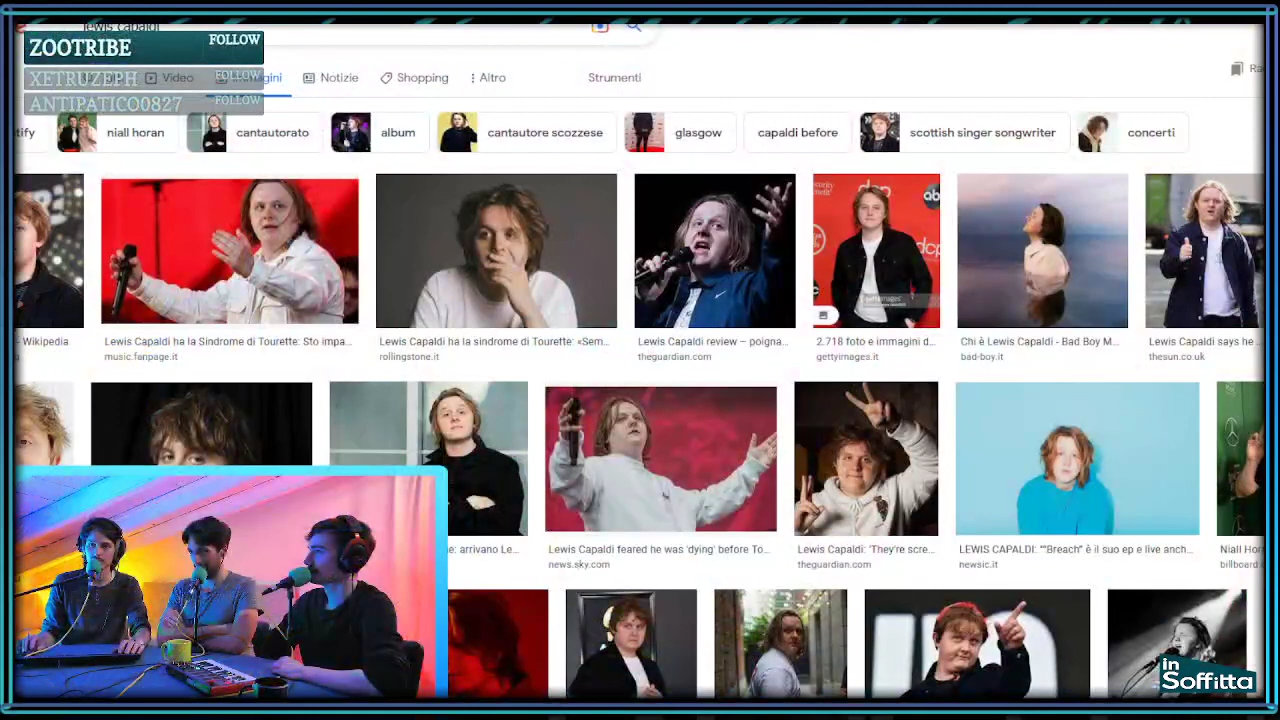 lewis capaldi
ZOOTRIBE FOLLOW
XETRUZEPH FOLLOW
ANTIPATICO0827 FOLLOW
Video
Notizie
Shopping
Altro
Strumenti
niall horan
cantautorato
album
cantautore scozzese
glasgow
capaldi before
scottish singer songwriter
concerti
- Wikipedia
Lewis Capaldi ha la Sindrome di Tourette: Sto impa...
music.fanpage.it
Lewis Capaldi ha la sindrome di Tourette: «Sem...
rollingstone.it
Lewis Capaldi review – poigna...
theguardian.com
2.718 foto e immagini d...
gettyimages.it
Chi è Lewis Capaldi - Bad Boy M...
bad-boy.it
Lewis Capaldi says he
thesun.co.uk
e: arrivano Le...
Lewis Capaldi feared he was 'dying' before To...
news.sky.com
Lewis Capaldi: 'They're scre...
theguardian.com
LEWIS CAPALDI: ""Breach" è il suo ep e live anch...
newsic.it
Niall Hor
billboard
in
Soffitta